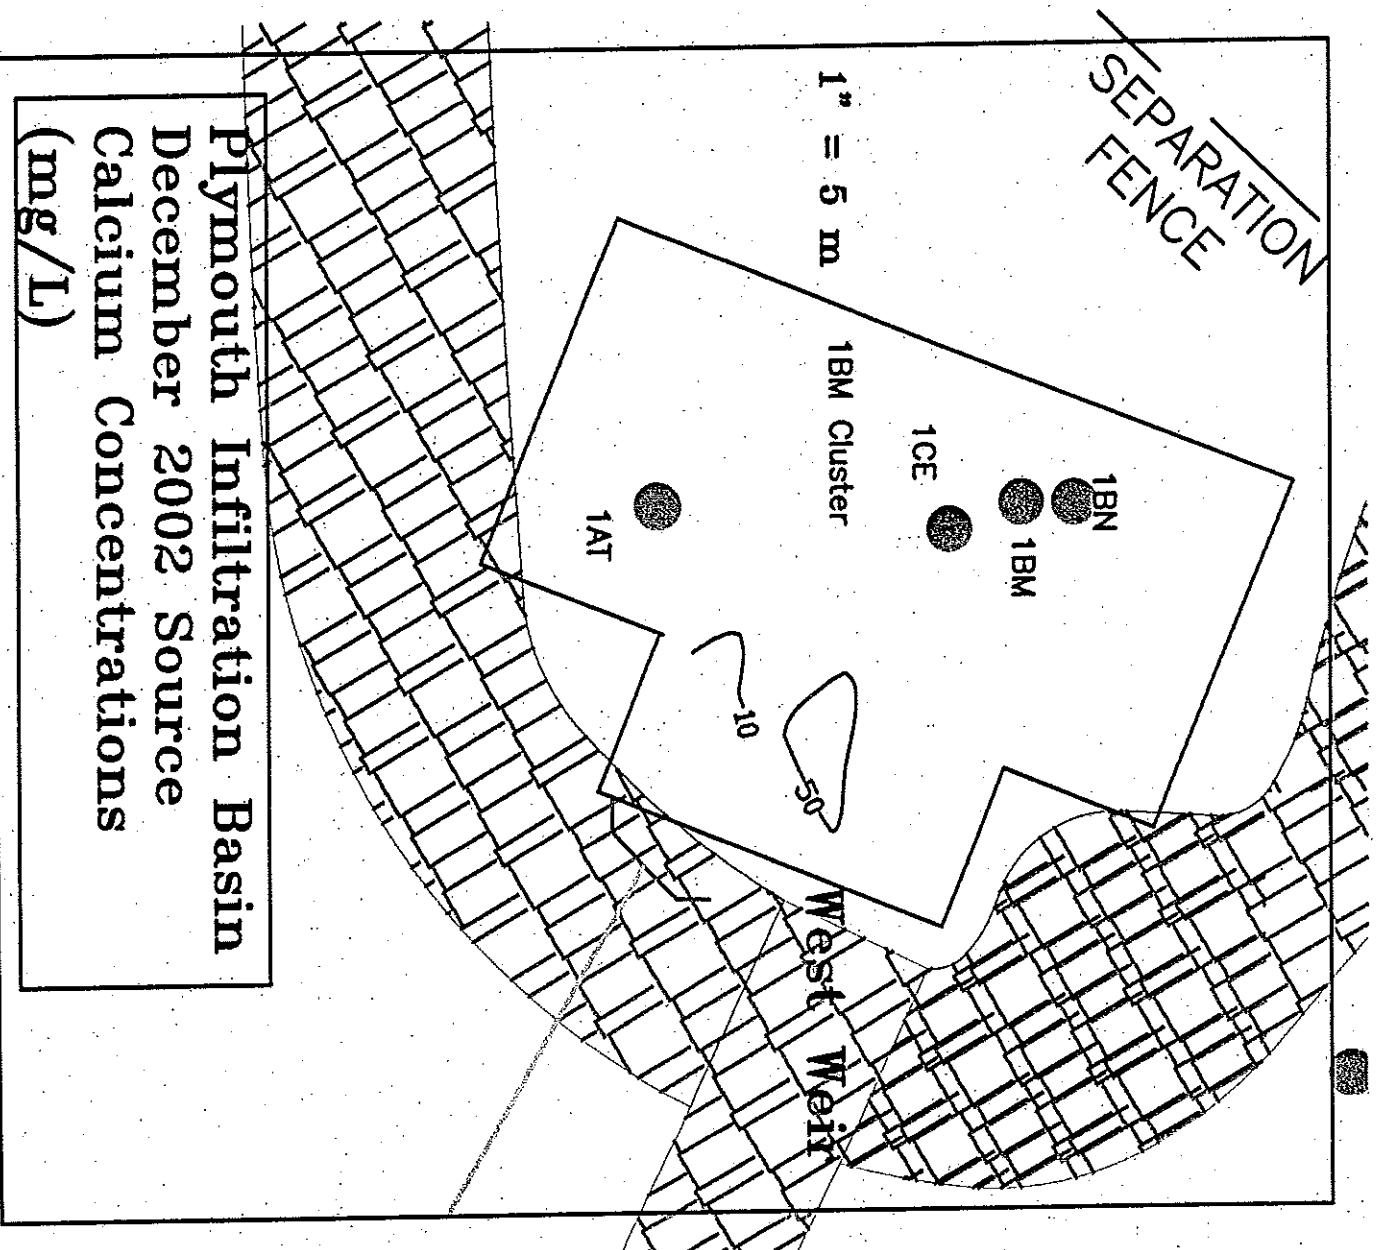 SEPARATION
FENCE
1" = 5 m
1BN
1BM
1CE
1BM Cluster
1AT
10
50
West Weir
Plymouth Infiltration Basin
December 2002 Source
Calcium Concentrations
(mg/L)